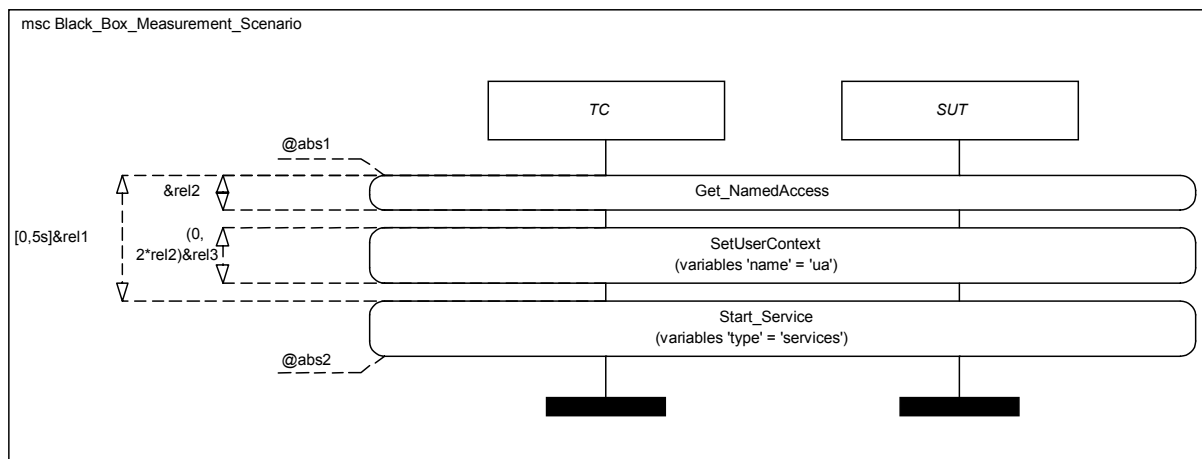 msc Black_Box_Measurement_Scenario
TC
SUT
@abs1
&rel2
Get_NamedAccess
[0,5s]&rel1
(0,
2*rel2)&rel3
SetUserContext
(variables 'name' = 'ua')
Start_Service
(variables 'type' = 'services')
@abs2